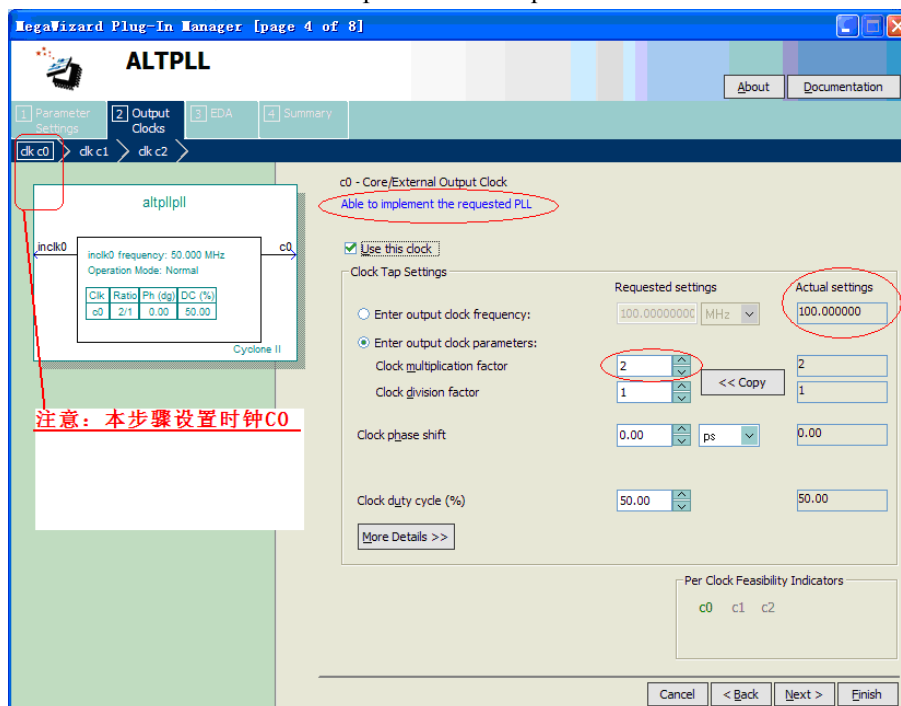 MegaWizard Plug-In Manager [page 4 of 8]
ALTPLL
About
Documentation
1 Parameter Settings
2 Output Clocks
3 EDA
4 Summary
clk c0
clk c1
clk c2
altpllpll
inclk0
c0
inclk0 frequency: 50.000 MHz
Operation Mode: Normal
Clk Ratio Ph (dg) DC (%)
c0 2/1 0.00 50.00
Cyclone II
注意：本步骤设置时钟C0
c0 - Core/External Output Clock
Able to implement the requested PLL
Use this clock
Clock Tap Settings
Requested settings
Actual settings
Enter output clock frequency:
100.00000000 MHz
100.000000
Enter output clock parameters:
Clock multiplication factor
2
2
<< Copy
Clock division factor
1
1
Clock phase shift
0.00
ps
0.00
Clock duty cycle (%)
50.00
50.00
More Details >>
Per Clock Feasibility Indicators
c0 c1 c2
Cancel
< Back
Next >
Finish